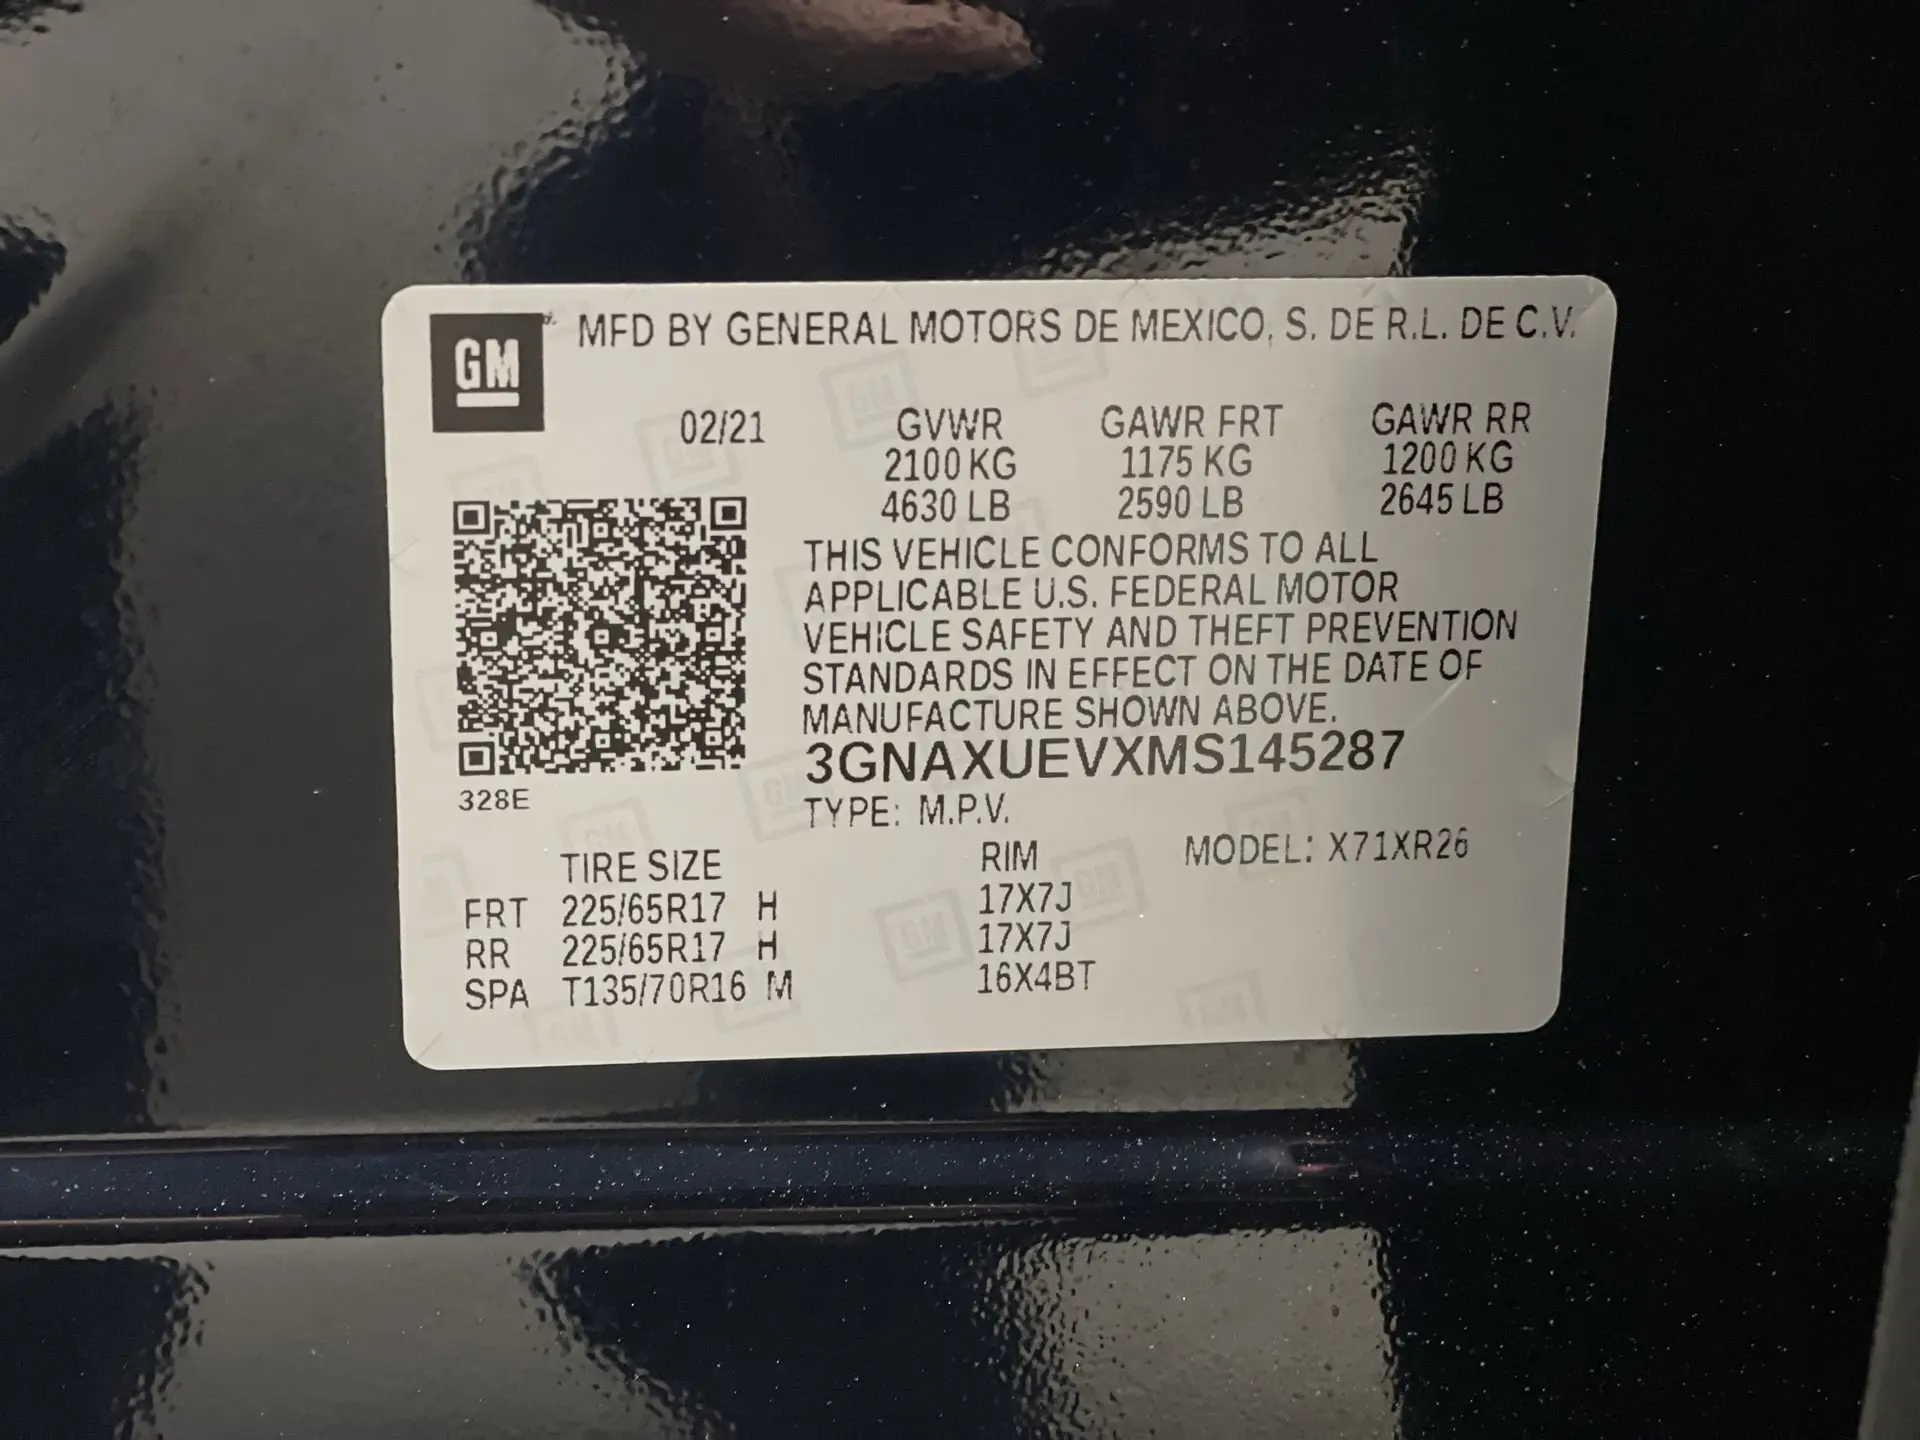 GM
MFD BY GENERAL MOTORS DE MEXICO, S. DE R.L. DE C.V.
02/21 GVWR GAWR FRT GAWR RR
2100 KG 1175 KG 1200 KG
4630 LB 2590 LB 2645 LB
THIS VEHICLE CONFORMS TO ALL
APPLICABLE U.S. FEDERAL MOTOR
VEHICLE SAFETY AND THEFT PREVENTION
STANDARDS IN EFFECT ON THE DATE OF
MANUFACTURE SHOWN ABOVE.
3GNAXUEVXMS145287
328E
TYPE: M.P.V.
TIRE SIZE RIM MODEL: X71XR26
FRT 225/65R17 H 17X7J
RR 225/65R17 H 17X7J
SPA T135/70R16 M 16X4BT